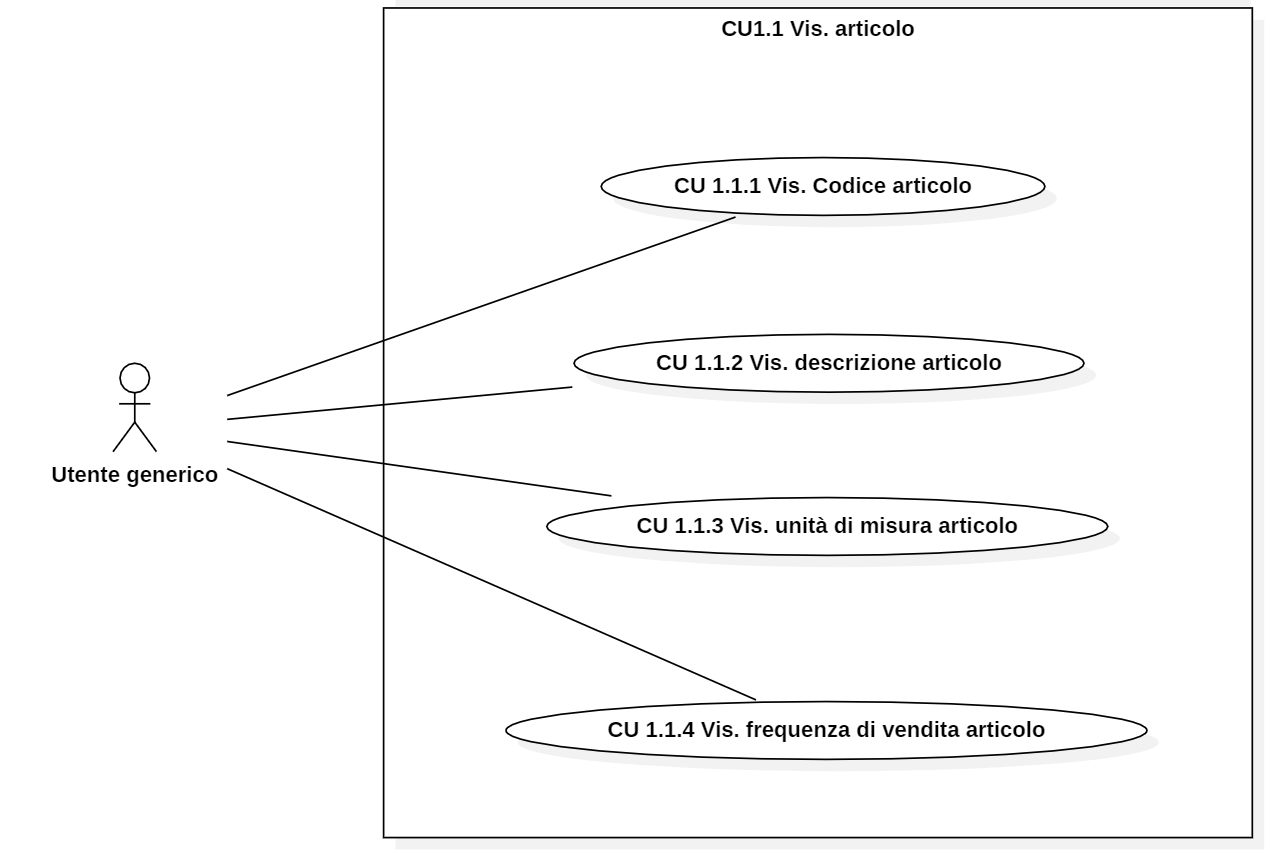 CU1.1 Vis. articolo
CU 1.1.1 Vis. Codice articolo
CU 1.1.2 Vis. descrizione articolo
Utente generico
CU 1.1.3 Vis. unità di misura articolo
CU 1.1.4 Vis. frequenza di vendita articolo